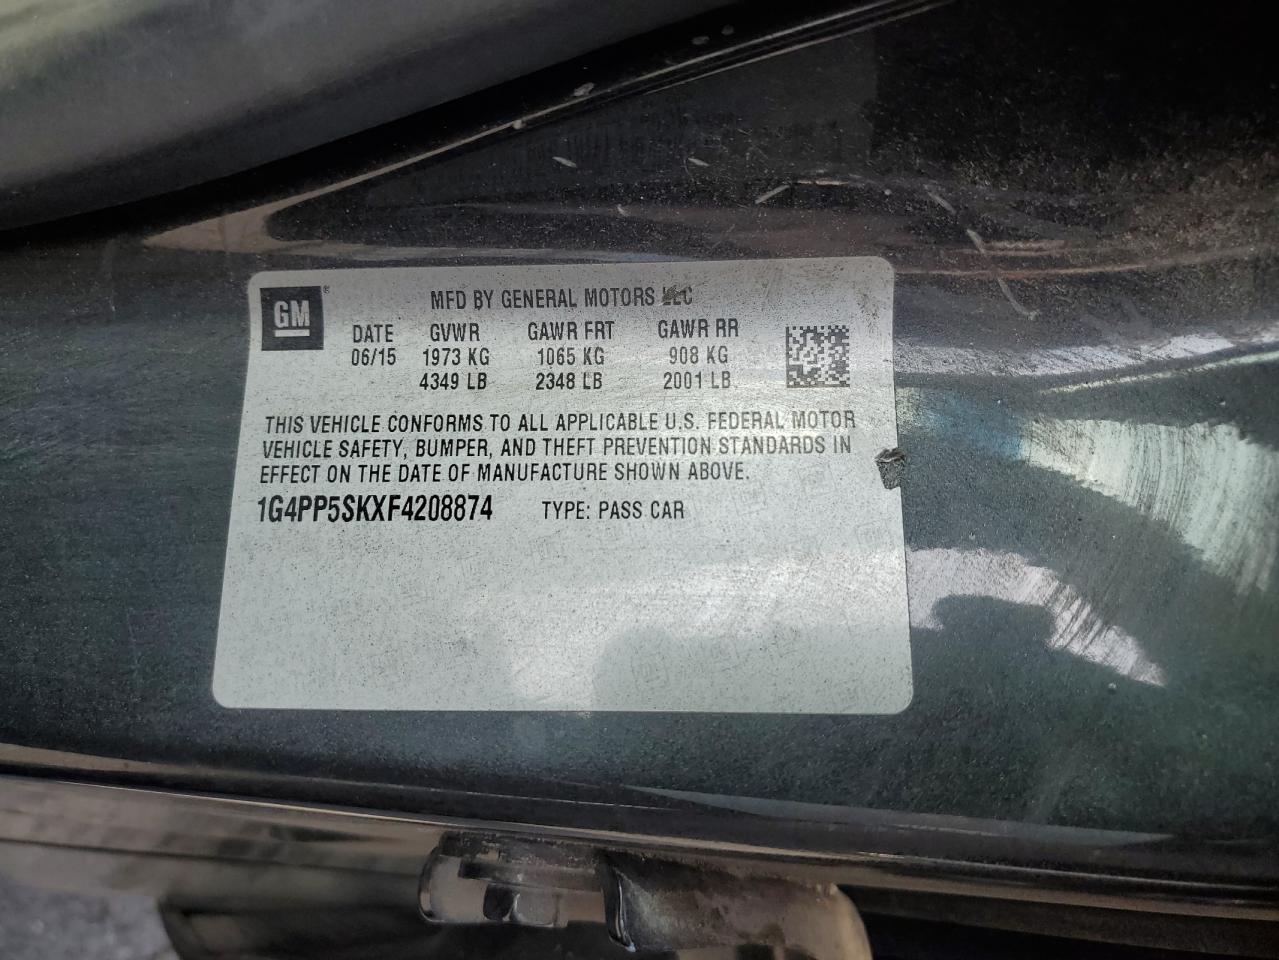 GM®
MFD BY GENERAL MOTORS LLC
DATE GVWR GAWR FRT GAWR RR
06/15 1973 KG 1065 KG 908 KG
4349 LB 2348 LB 2001 LB
THIS VEHICLE CONFORMS TO ALL APPLICABLE U.S. FEDERAL MOTOR
VEHICLE SAFETY, BUMPER, AND THEFT PREVENTION STANDARDS IN
EFFECT ON THE DATE OF MANUFACTURE SHOWN ABOVE.
1G4PP5SKXF4208874 TYPE: PASS CAR